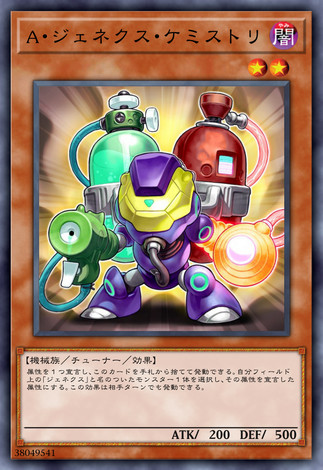 A・ジェネクス・ケミストリ
やみ
闇
【機械族／チューナー／効果】
属性を１つ宣言し、このカードを手札から捨てて発動できる。自分フィールド
上の「ジェネクス」と名のついたモンスター１体を選択し、その属性を宣言した
属性にする。この効果は相手ターンでも発動できる。
ATK/ 200 DEF/ 500
38049541